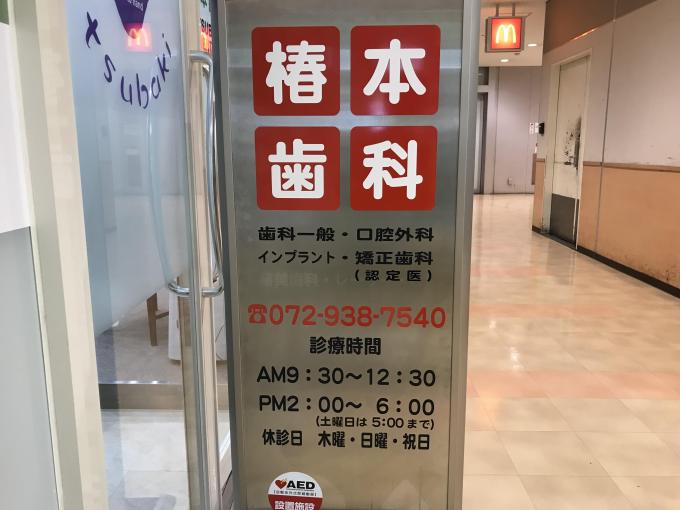 椿本
歯科
歯科一般・口腔外科
インプラント・矯正歯科
(認定医)
☎072-938-7540
診療時間
AM9：30〜12：30
PM2：00〜 6：00
(土曜日は5:00まで)
休診日 木曜・日曜・祝日
AED
設置施設
tsubaki